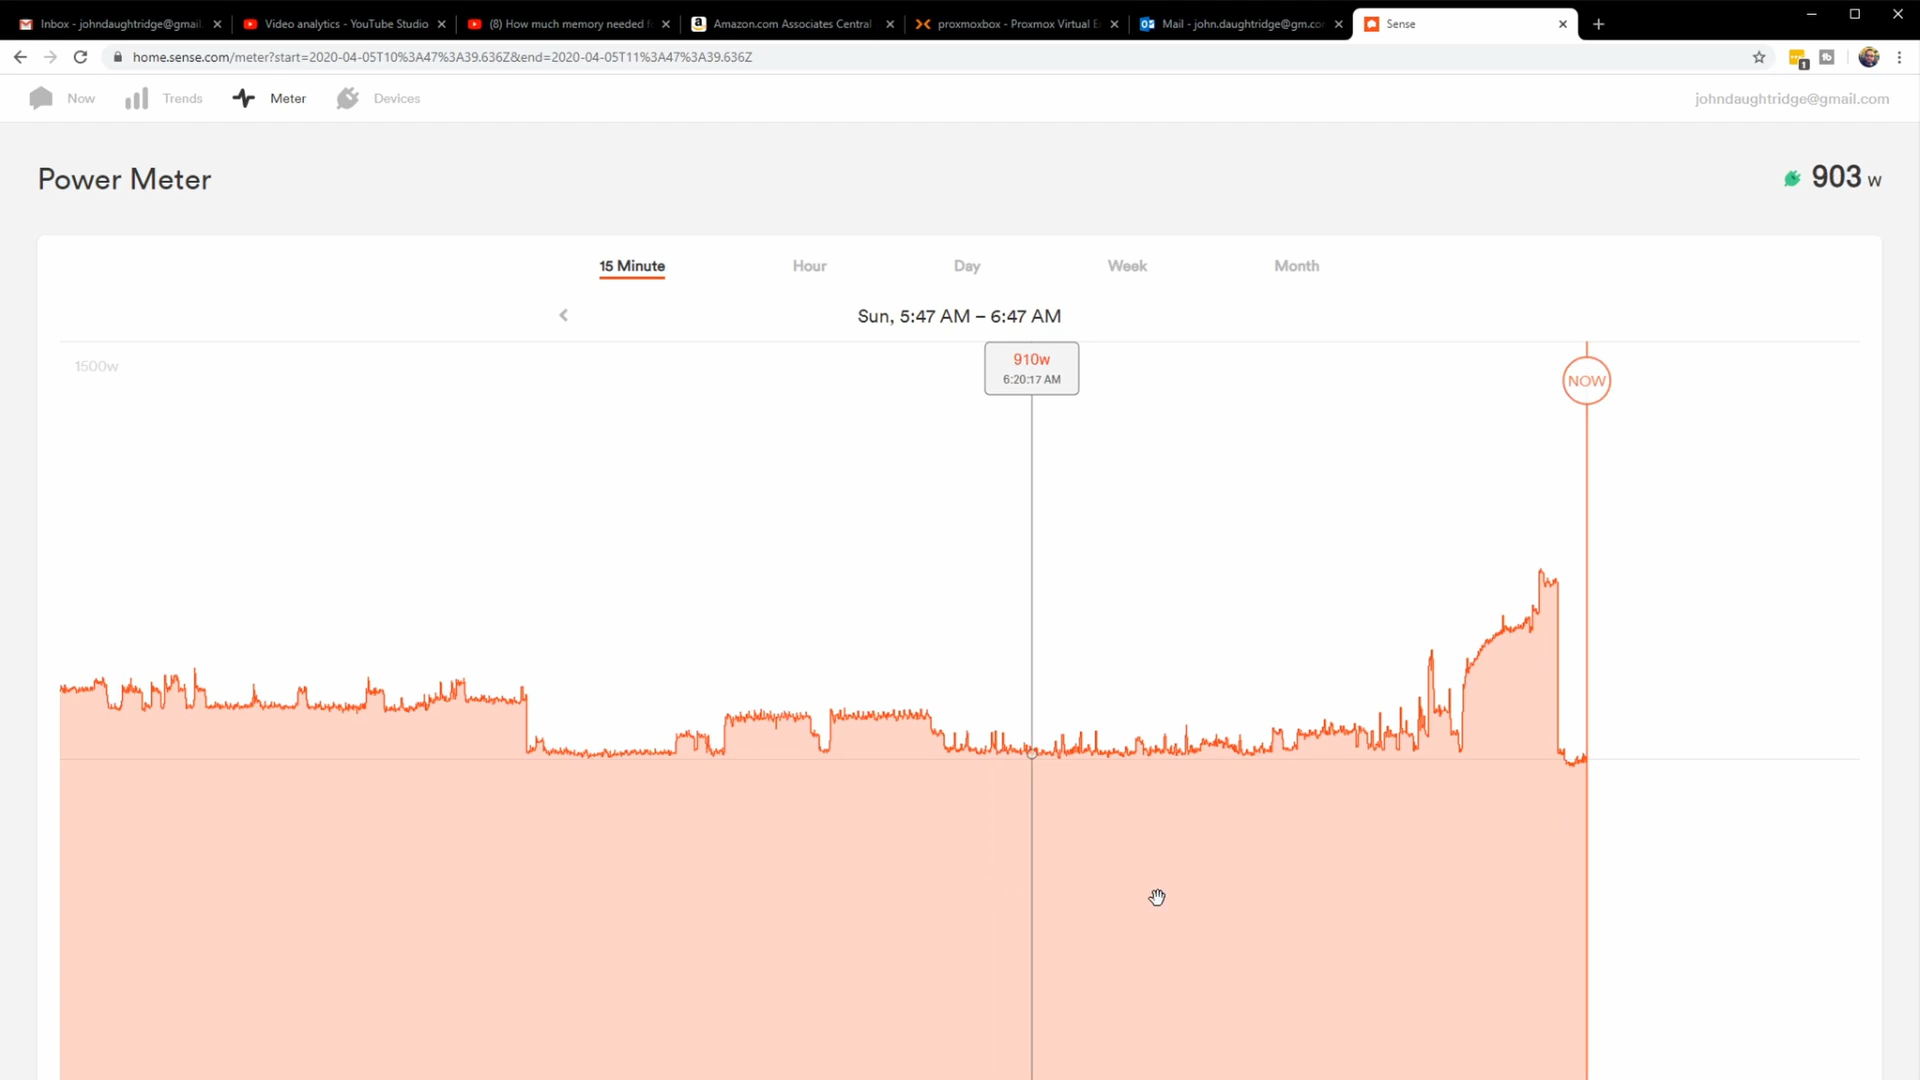 Inbox - johndaughtridge@gmail.
Video analytics - YouTube Studio
(8) How much memory needed f
Amazon.com Associates Central
proxmoxbox - Proxmox Virtual E
Mail - john.daughtridge@gm.cor
Sense
home.sense.com/meter?start=2020-04-05T10%3A47%3A39.636Z&end=2020-04-05T11%3A47%3A39.636Z
1
Now
Trends
Meter
Devices
johndaughtridge@gmail.com
Power Meter
903 w
15 Minute
Hour
Day
Week
Month
Sun, 5:47 AM – 6:47 AM
1500w
910w
6:20:17 AM
NOW